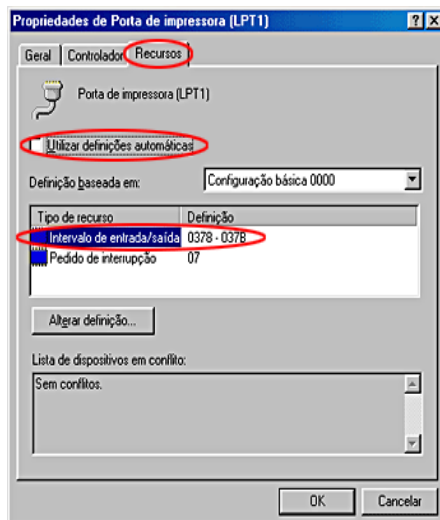 Propriedades de Porta de impressora (LPT1)
Geral Controlador Recursos
Porta de impressora (LPT1)
Utilizar definições automáticas
Definição baseada em: Configuração básica 0000
Tipo de recurso Definição
Intervalo de entrada/saída 0378 - 037B
Pedido de interrupção 07
Alterar definição...
Lista de dispositivos em conflito:
Sem conflitos.
OK Cancelar